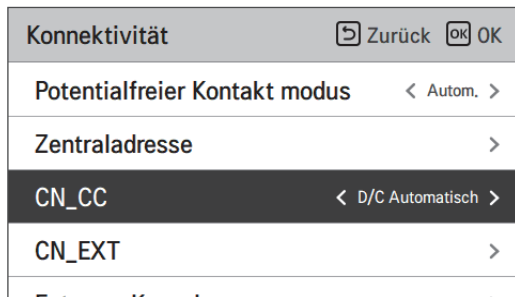 Konnektivität Zurück OK OK
Potentialfreier Kontakt modus < Autom. >
Zentraladresse >
CN_CC < D/C Automatisch >
CN_EXT >